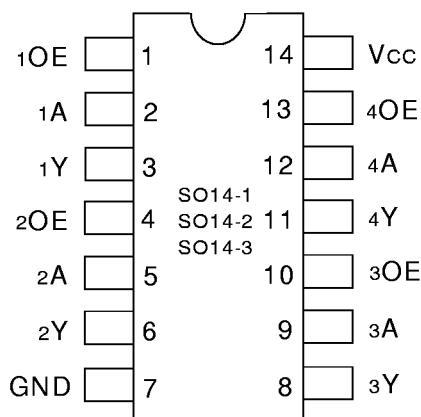 1OE 1 14 VCC
1A 2 13 4OE
1Y 3 12 4A
SO14-1
2OE 4 SO14-2 11 4Y
SO14-3
2A 5 10 3OE
2Y 6 9 3A
GND 7 8 3Y